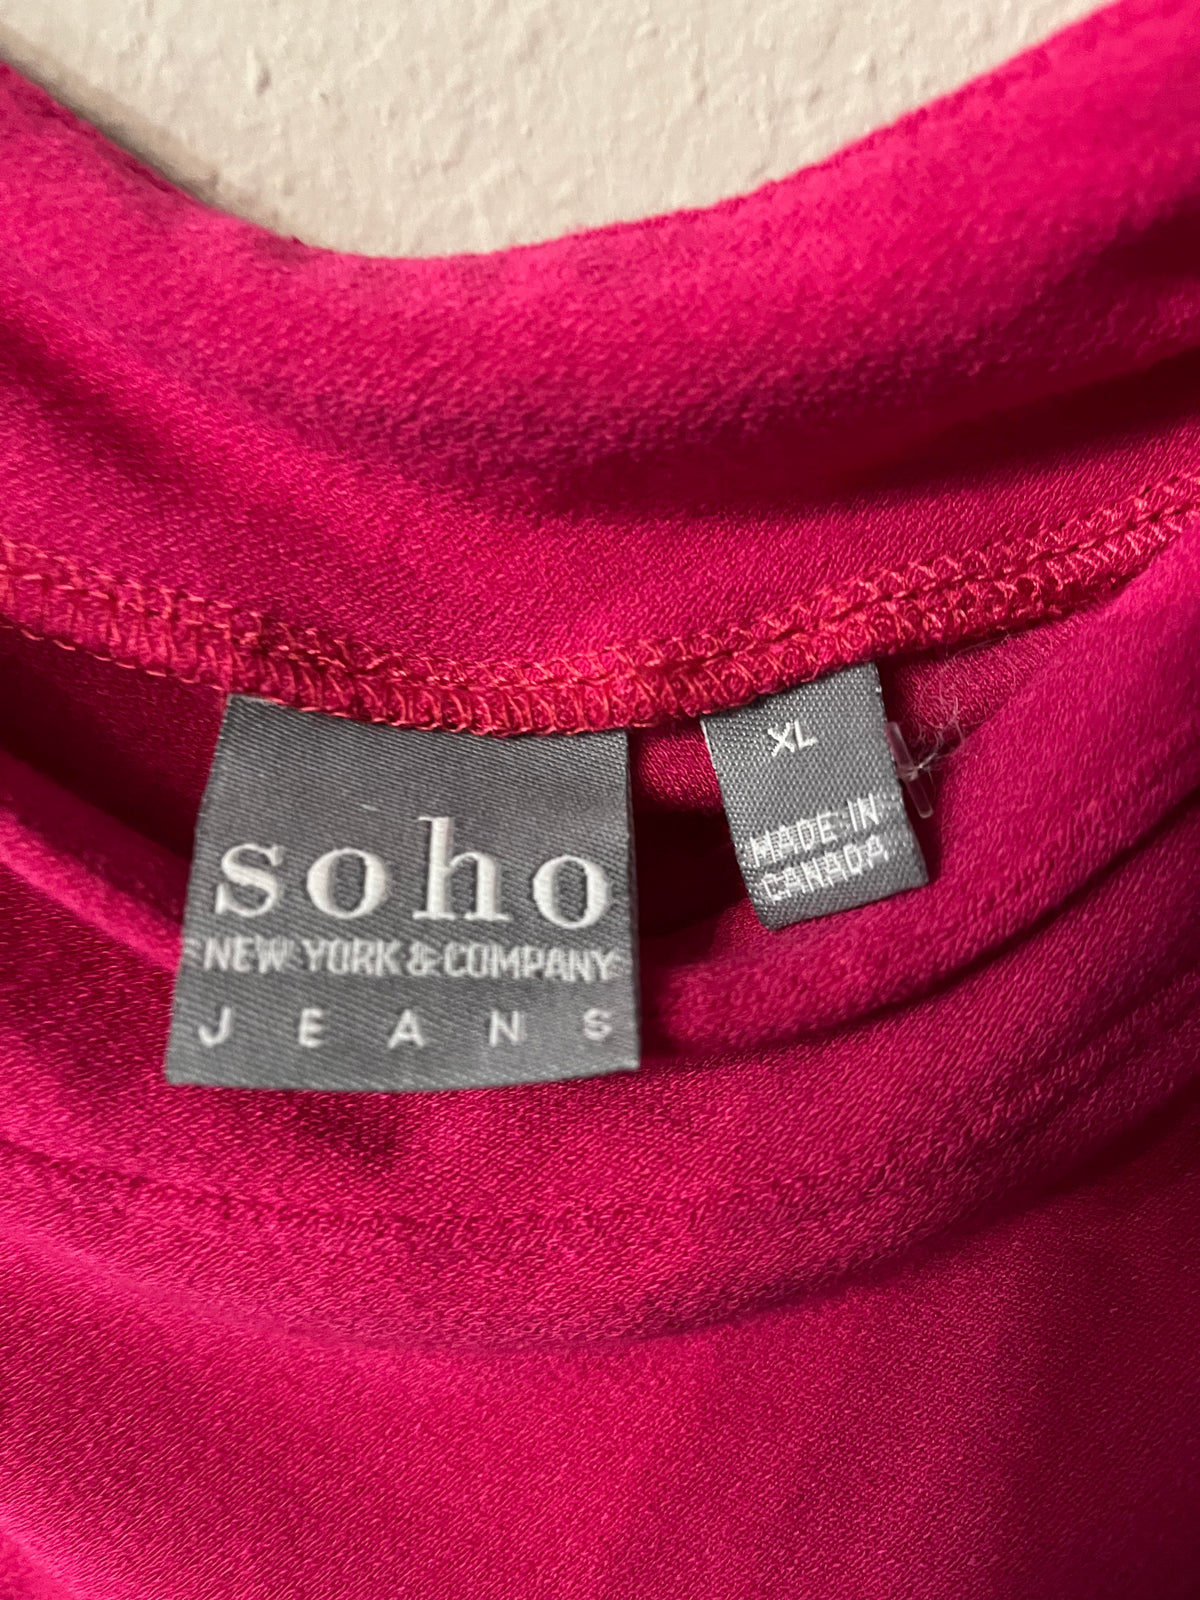 soho
NEW YORK & COMPANY
JEANS
XL
MADE IN
CANADA